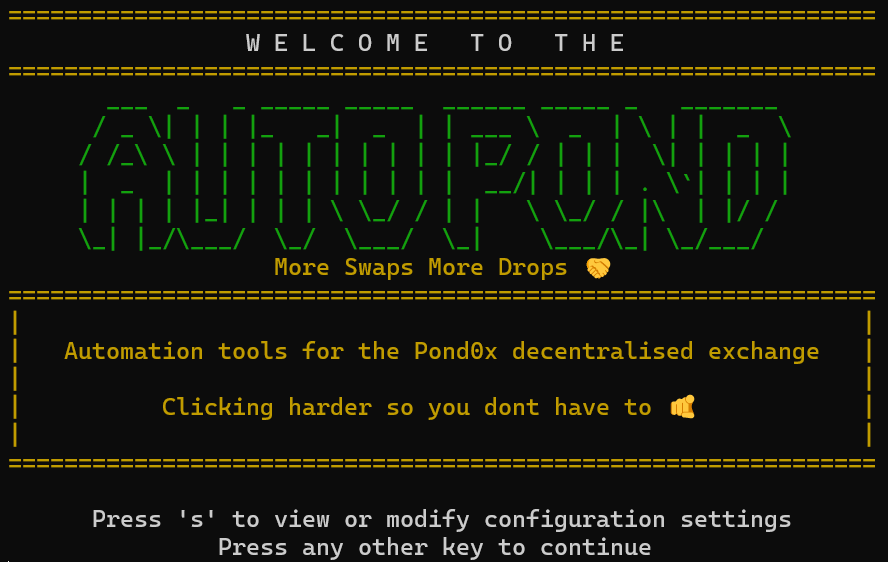 W E L C O M E T O T H E
AUTOPOND
More Swaps More Drops 🤝
Automation tools for the Pond0x decentralised exchange
Clicking harder so you dont have to 🫵
Press 's' to view or modify configuration settings
Press any other key to continue